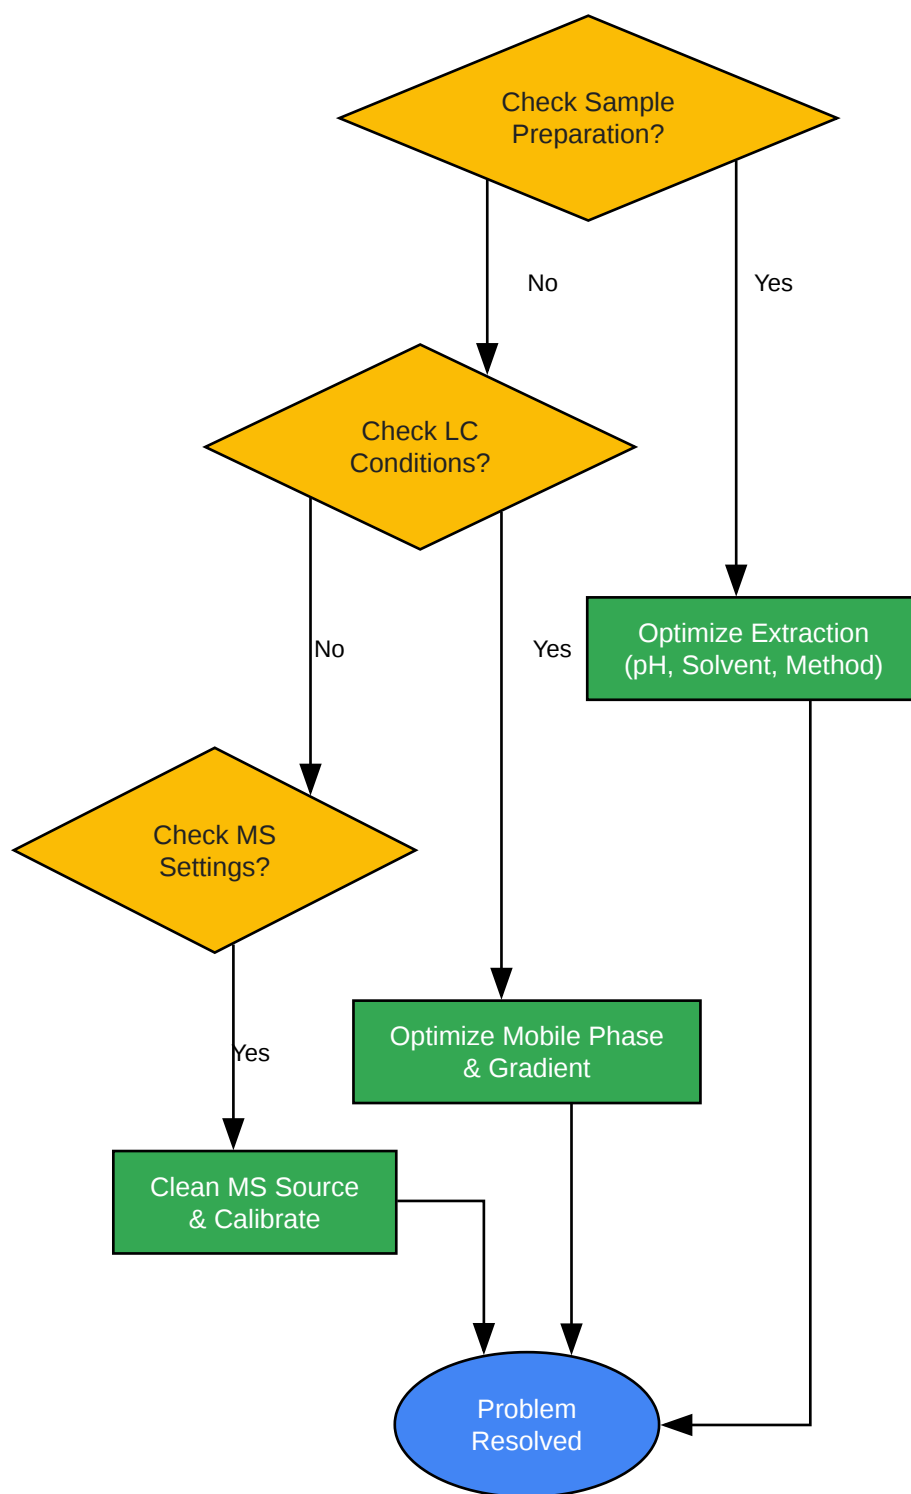 Check Sample
Preparation?
No
Yes
Check LC
Conditions?
No
Yes
Optimize Extraction
(pH, Solvent, Method)
Check MS
Settings?
Yes
Optimize Mobile Phase
& Gradient
Clean MS Source
& Calibrate
Problem
Resolved